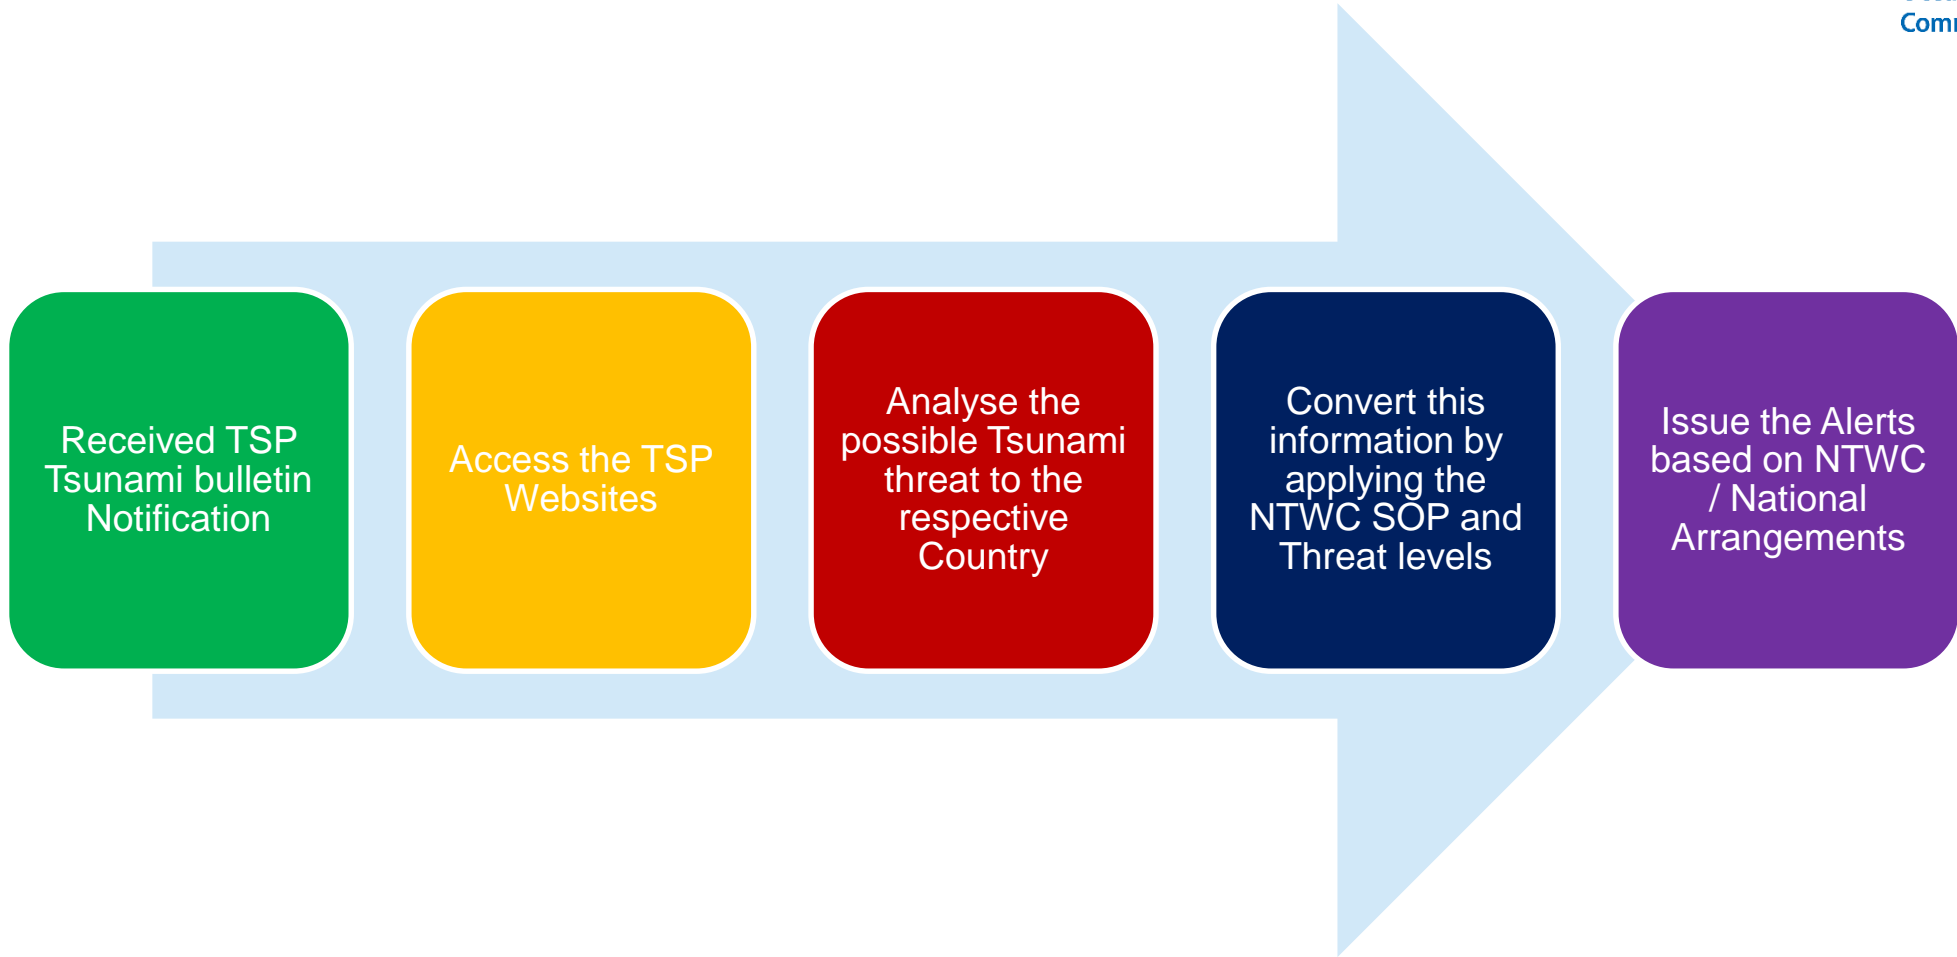 Received TSP
Tsunami bulletin
Notification
Access the TSP
Websites
Analyse the
possible Tsunami
threat to the
respective
Country
Convert this
information by
applying the
NTWC SOP and
Threat levels
Issue the Alerts
based on NTWC
/ National
Arrangements